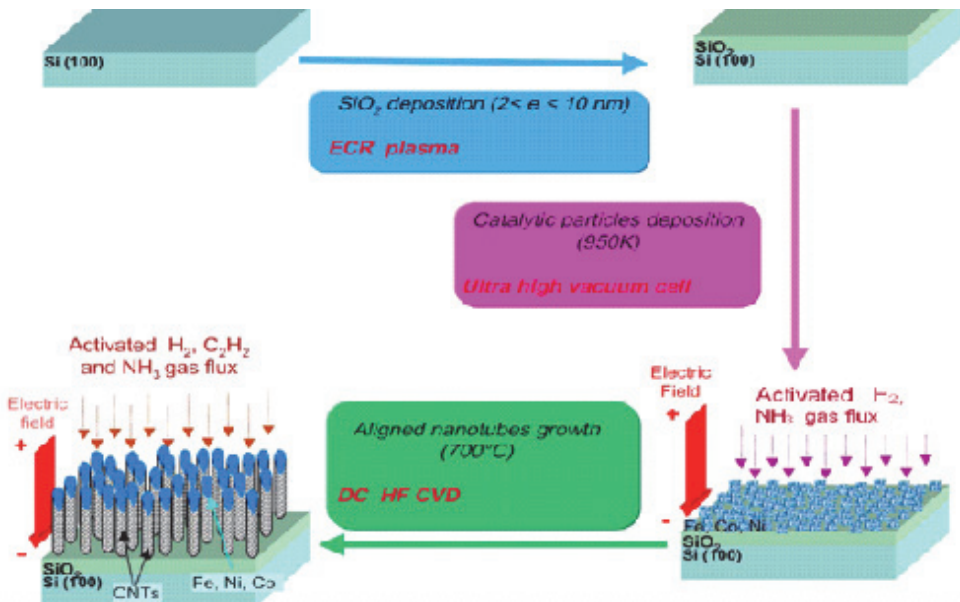 Si (100)
SiO₂
Si (100)
SiO₂ deposition (2< e < 10 nm)
ECR plasma
Catalytic particles deposition
(950K)
Ultra high vacuum cell
Activated H₂, C₂H₂
and NH₃ gas flux
Electric
field
+
-
Aligned nanotubes growth
(700°C)
DC HF CVD
Electric
Field
+
-
Activated H₂,
NH₃ gas flux
Fe, Co, Ni
SiO₂
Si (100)
SiO₂
Si (100)
CNTs
Fe, Ni, Co